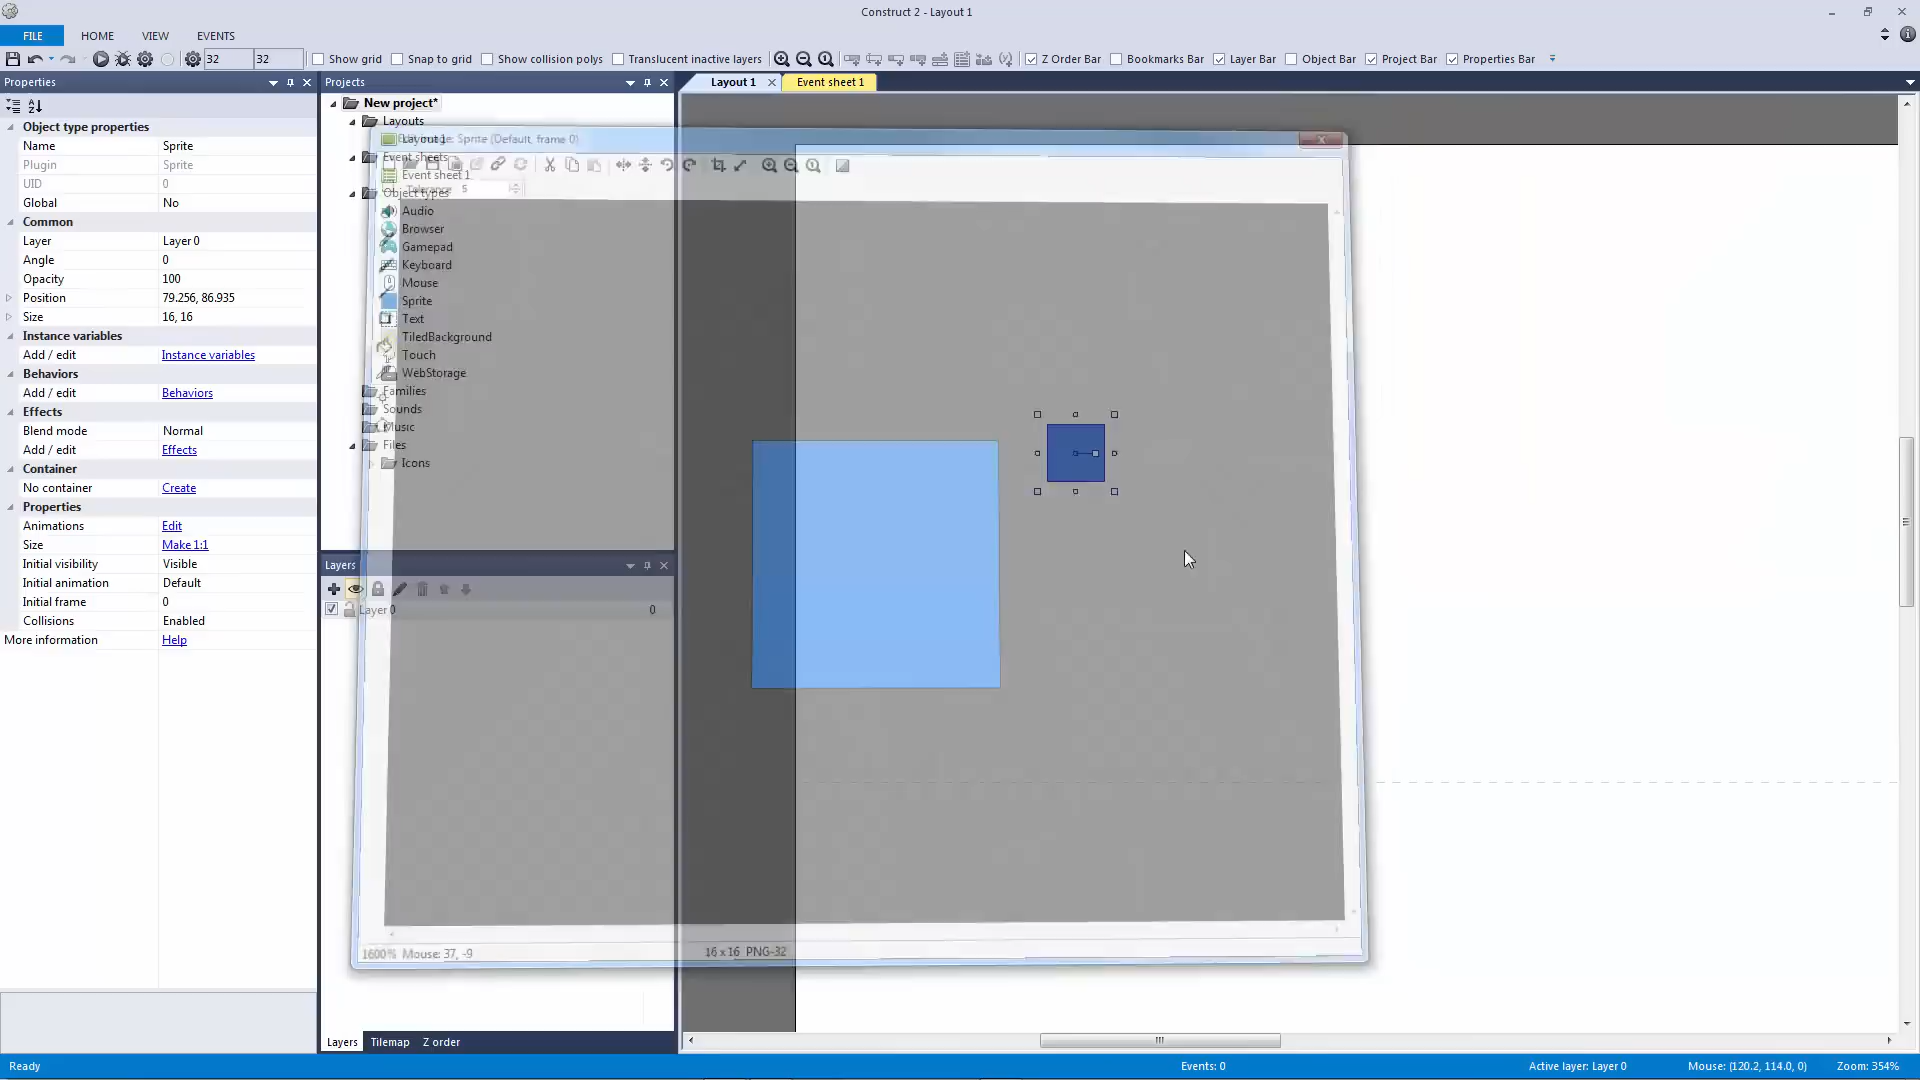 Construct 2 - Layout 1
FILE HOME VIEW EVENTS
32 32 Show grid Snap to grid Show collision polys Translucent inactive layers Z Order Bar Bookmarks Bar Layer Bar Object Bar Project Bar Properties Bar
Properties
Object type properties
Name Sprite
Plugin Sprite
UID 0
Global No
Common
Layer Layer 0
Angle 0
Opacity 100
Position 79.256, 86.935
Size 16, 16
Instance variables
Add / edit Instance variables
Behaviors
Add / edit Behaviors
Effects
Blend mode Normal
Add / edit Effects
Container
No container Create
Properties
Animations Edit
Size Make 1:1
Initial visibility Visible
Initial animation Default
Initial frame 0
Collisions Enabled
More information Help
Projects
New project*
Layouts
Layout 1
Event sheets
Event sheet 1
Object types
Audio
Browser
Gamepad
Keyboard
Mouse
Sprite
Text
TiledBackground
Touch
WebStorage
Families
Sounds
Music
Files
Icons
Layers
Layer 0 0
Layers Tilemap Z order
Layout 1 Event sheet 1
Sprite (Default, frame 0)
Tolerance 5
1600% Mouse: 37, -9 16 x 16 PNG-32
Ready Events: 0 Active layer: Layer 0 Mouse: (120.2, 114.0, 0) Zoom: 354%